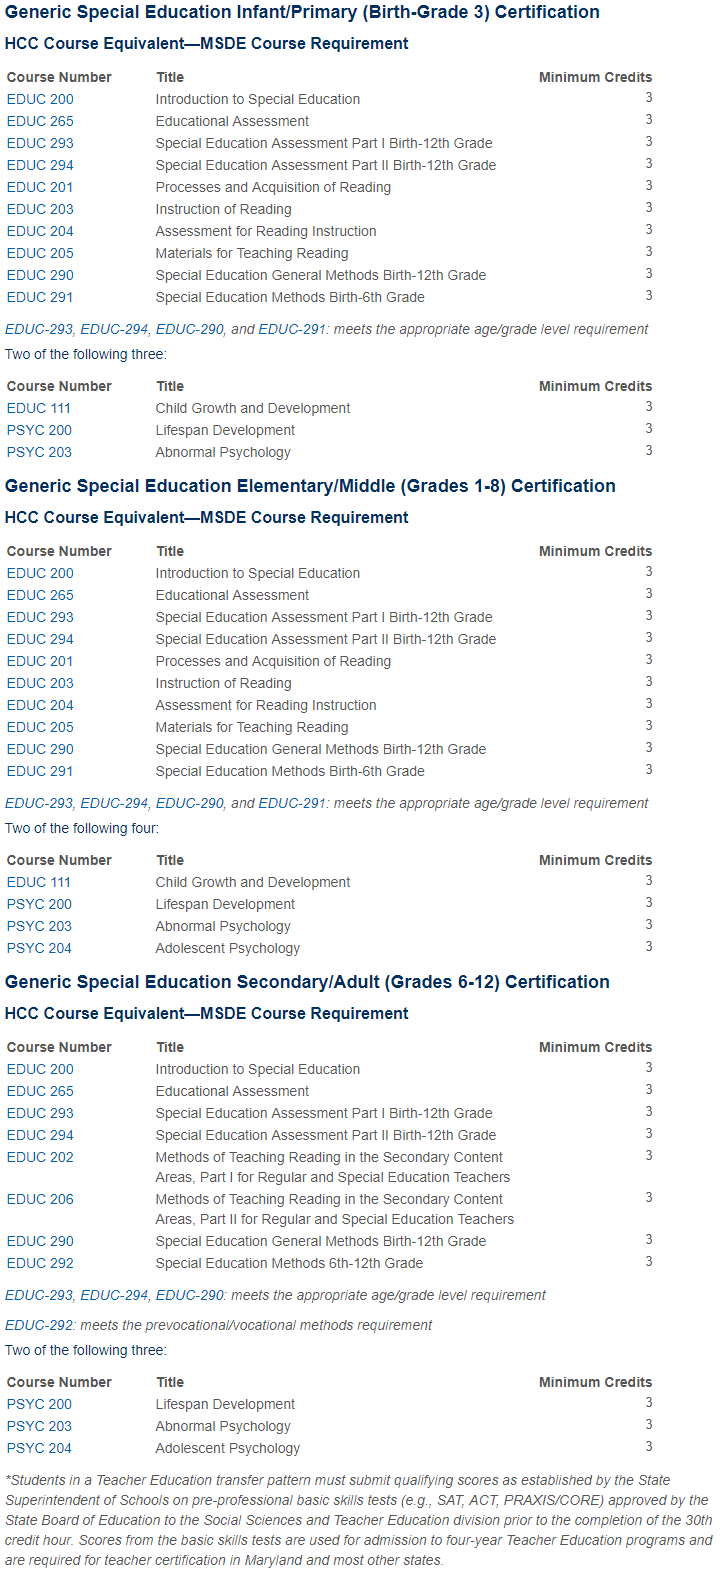 Generic Special Education Infant/Primary (Birth-Grade 3) Certification
HCC Course Equivalent—MSDE Course Requirement
Course Number Title Minimum Credits
EDUC 200 Introduction to Special Education 3
EDUC 265 Educational Assessment 3
EDUC 293 Special Education Assessment Part I Birth-12th Grade 3
EDUC 294 Special Education Assessment Part II Birth-12th Grade 3
EDUC 201 Processes and Acquisition of Reading 3
EDUC 203 Instruction of Reading 3
EDUC 204 Assessment for Reading Instruction 3
EDUC 205 Materials for Teaching Reading 3
EDUC 290 Special Education General Methods Birth-12th Grade 3
EDUC 291 Special Education Methods Birth-6th Grade 3
EDUC-293, EDUC-294, EDUC-290, and EDUC-291: meets the appropriate age/grade level requirement
Two of the following three:
Course Number Title Minimum Credits
EDUC 111 Child Growth and Development 3
PSYC 200 Lifespan Development 3
PSYC 203 Abnormal Psychology 3
Generic Special Education Elementary/Middle (Grades 1-8) Certification
HCC Course Equivalent—MSDE Course Requirement
Course Number Title Minimum Credits
EDUC 200 Introduction to Special Education 3
EDUC 265 Educational Assessment 3
EDUC 293 Special Education Assessment Part I Birth-12th Grade 3
EDUC 294 Special Education Assessment Part II Birth-12th Grade 3
EDUC 201 Processes and Acquisition of Reading 3
EDUC 203 Instruction of Reading 3
EDUC 204 Assessment for Reading Instruction 3
EDUC 205 Materials for Teaching Reading 3
EDUC 290 Special Education General Methods Birth-12th Grade 3
EDUC 291 Special Education Methods Birth-6th Grade 3
EDUC-293, EDUC-294, EDUC-290, and EDUC-291: meets the appropriate age/grade level requirement
Two of the following four:
Course Number Title Minimum Credits
EDUC 111 Child Growth and Development 3
PSYC 200 Lifespan Development 3
PSYC 203 Abnormal Psychology 3
PSYC 204 Adolescent Psychology 3
Generic Special Education Secondary/Adult (Grades 6-12) Certification
HCC Course Equivalent—MSDE Course Requirement
Course Number Title Minimum Credits
EDUC 200 Introduction to Special Education 3
EDUC 265 Educational Assessment 3
EDUC 293 Special Education Assessment Part I Birth-12th Grade 3
EDUC 294 Special Education Assessment Part II Birth-12th Grade 3
EDUC 202 Methods of Teaching Reading in the Secondary Content 3
Areas, Part I for Regular and Special Education Teachers
EDUC 206 Methods of Teaching Reading in the Secondary Content 3
Areas, Part II for Regular and Special Education Teachers
EDUC 290 Special Education General Methods Birth-12th Grade 3
EDUC 292 Special Education Methods 6th-12th Grade 3
EDUC-293, EDUC-294, EDUC-290: meets the appropriate age/grade level requirement
EDUC-292: meets the prevocational/vocational methods requirement
Two of the following three:
Course Number Title Minimum Credits
PSYC 200 Lifespan Development 3
PSYC 203 Abnormal Psychology 3
PSYC 204 Adolescent Psychology 3
*Students in a Teacher Education transfer pattern must submit qualifying scores as established by the State
Superintendent of Schools on pre-professional basic skills tests (e.g., SAT, ACT, PRAXIS/CORE) approved by the
State Board of Education to the Social Sciences and Teacher Education division prior to the completion of the 30th
credit hour. Scores from the basic skills tests are used for admission to four-year Teacher Education programs and
are required for teacher certification in Maryland and most other states.